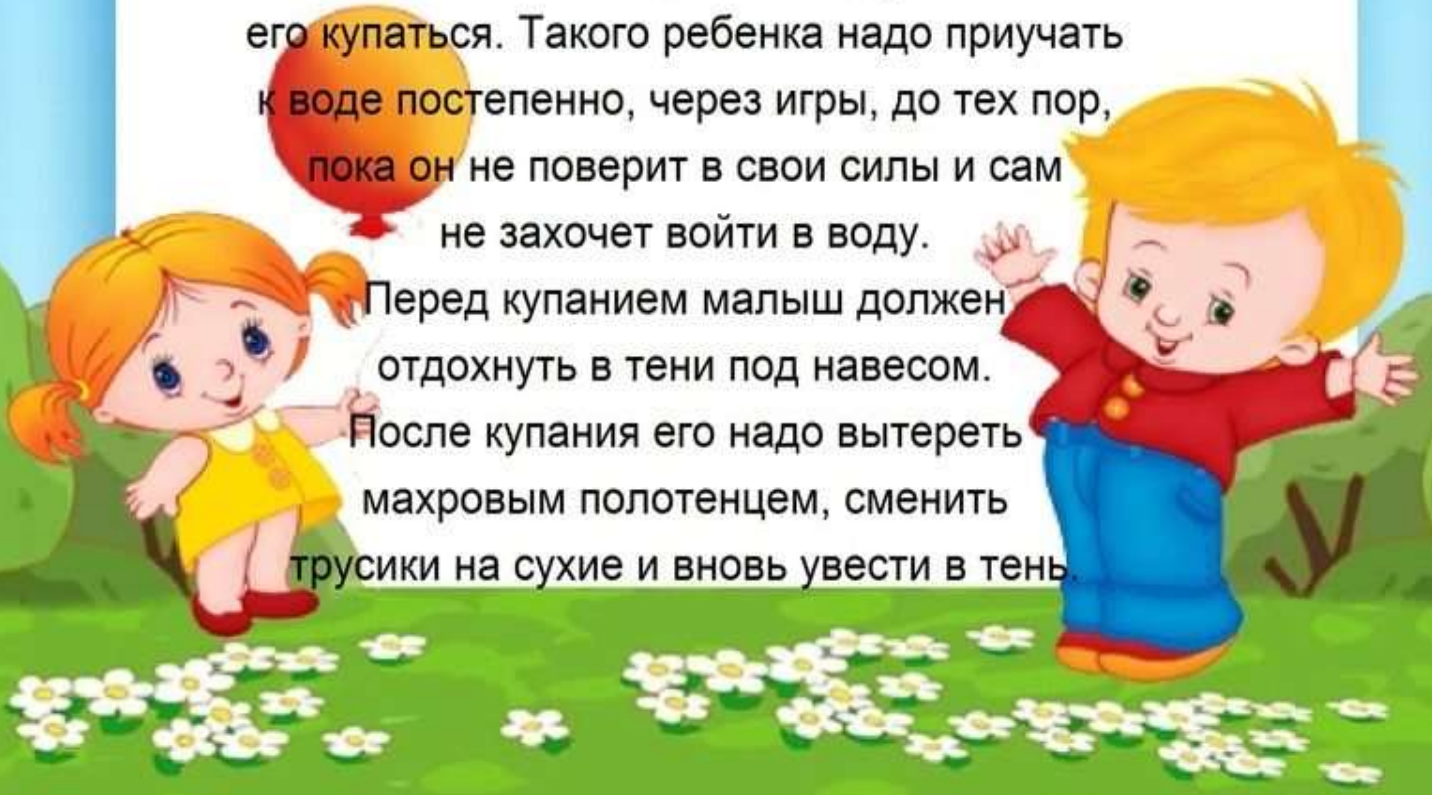 его купаться. Такого ребенка надо приучать
к воде постепенно, через игры, до тех пор,
пока он не поверит в свои силы и сам
не захочет войти в воду.
Перед купанием малыш должен
отдохнуть в тени под навесом.
После купания его надо вытереть
махровым полотенцем, сменить
трусики на сухие и вновь увести в тень.